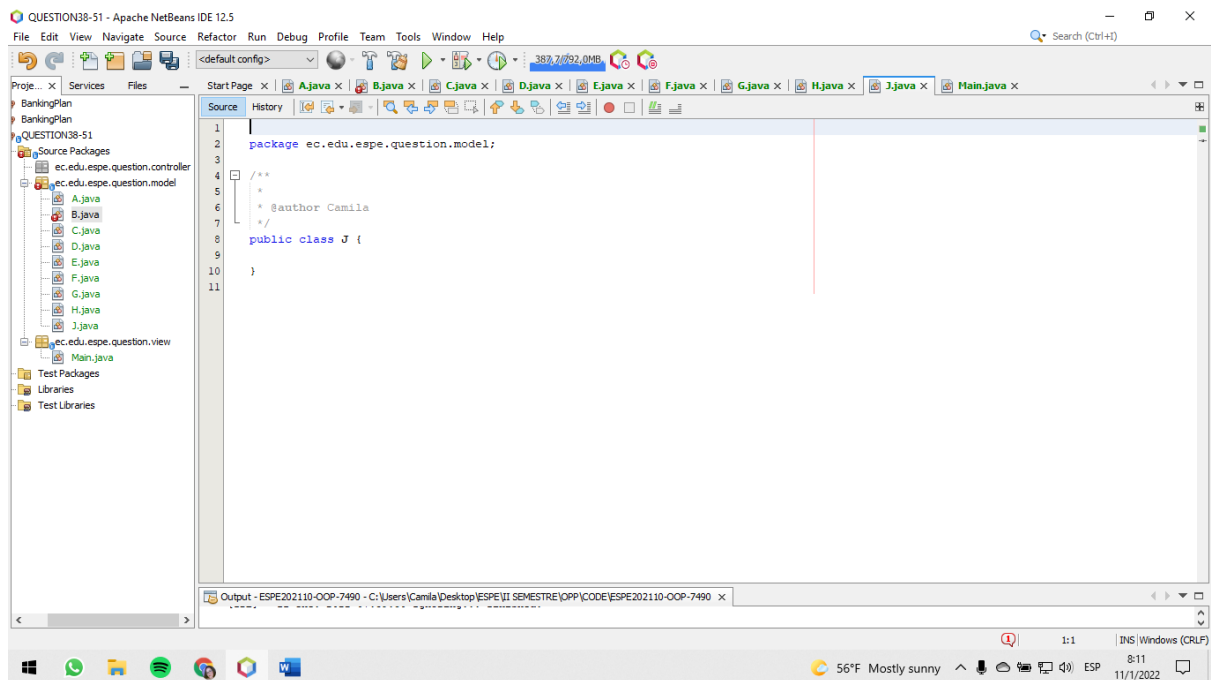 QUESTION38-51 - Apache NetBeans IDE 12.5
File Edit View Navigate Source Refactor Run Debug Profile Team Tools Window Help
Search (Ctrl+I)
<default config>
387,7/792,0MB
Proje... Services Files
Start Page A.java B.java C.java D.java E.java F.java G.java H.java J.java Main.java
Source History
BankingPlan
BankingPlan
QUESTION38-51
Source Packages
ec.edu.espe.question.controller
ec.edu.espe.question.model
A.java
B.java
C.java
D.java
E.java
F.java
G.java
H.java
J.java
ec.edu.espe.question.view
Main.java
Test Packages
Libraries
Test Libraries
1
2 package ec.edu.espe.question.model;
3
4 /**
5 *
6 * @author Camila
7 */
8 public class J {
9
10 }
11
Output - ESPE202110-OOP-7490 - C:\Users\Camila\Desktop\ESPE\II SEMESTRE\OPP\CODE\ESPE202110-OOP-7490
1 1:1 INS Windows (CRLF)
56°F Mostly sunny ESP 8:11
11/1/2022